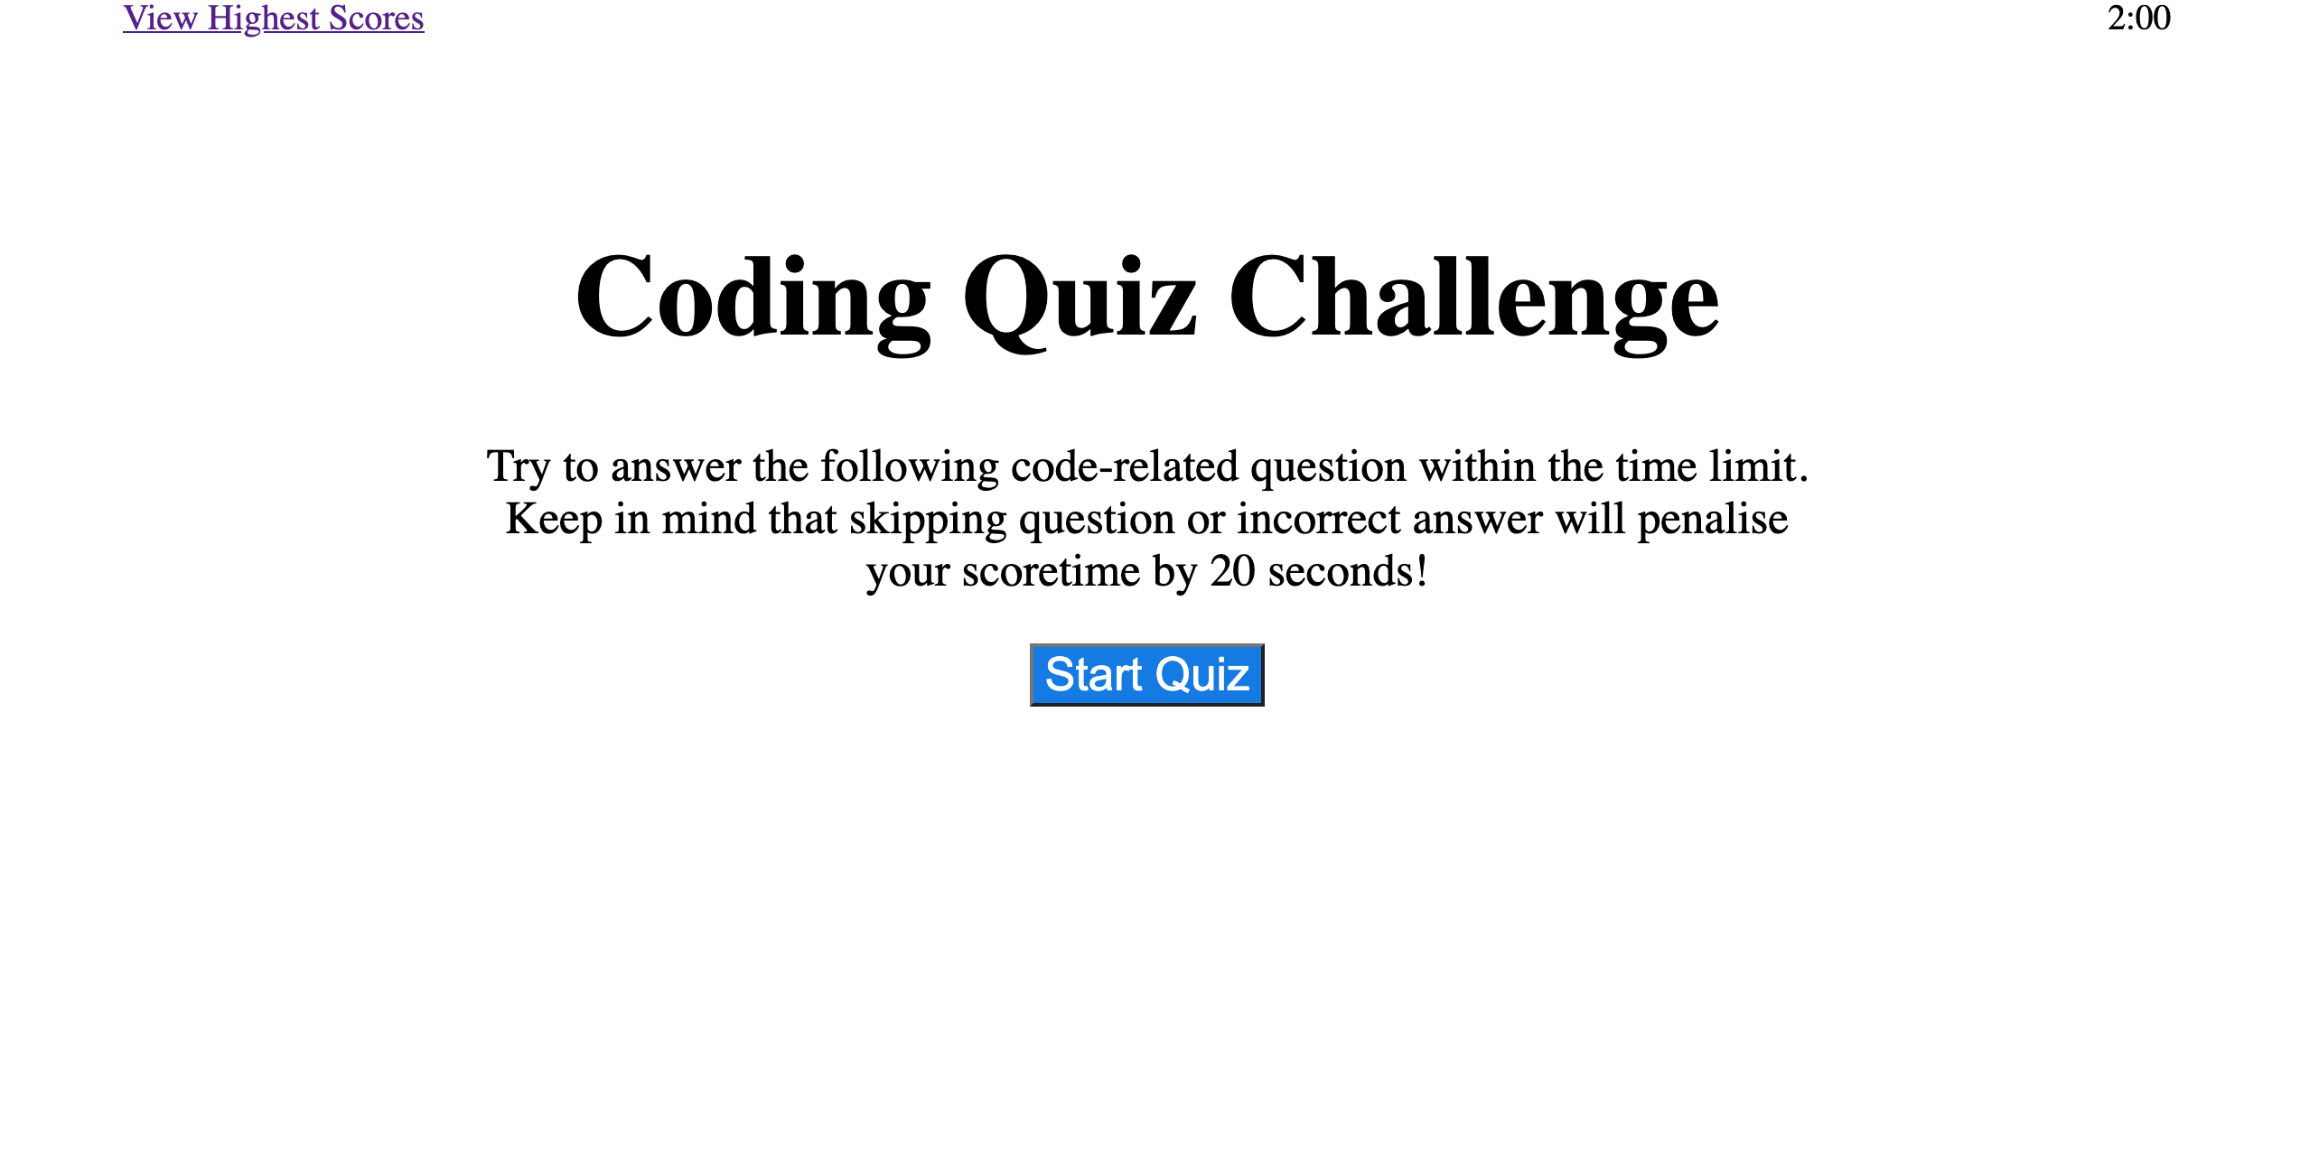 View Highest Scores
2:00
Coding Quiz Challenge
Try to answer the following code-related question within the time limit.
Keep in mind that skipping question or incorrect answer will penalise
your scoretime by 20 seconds!
Start Quiz